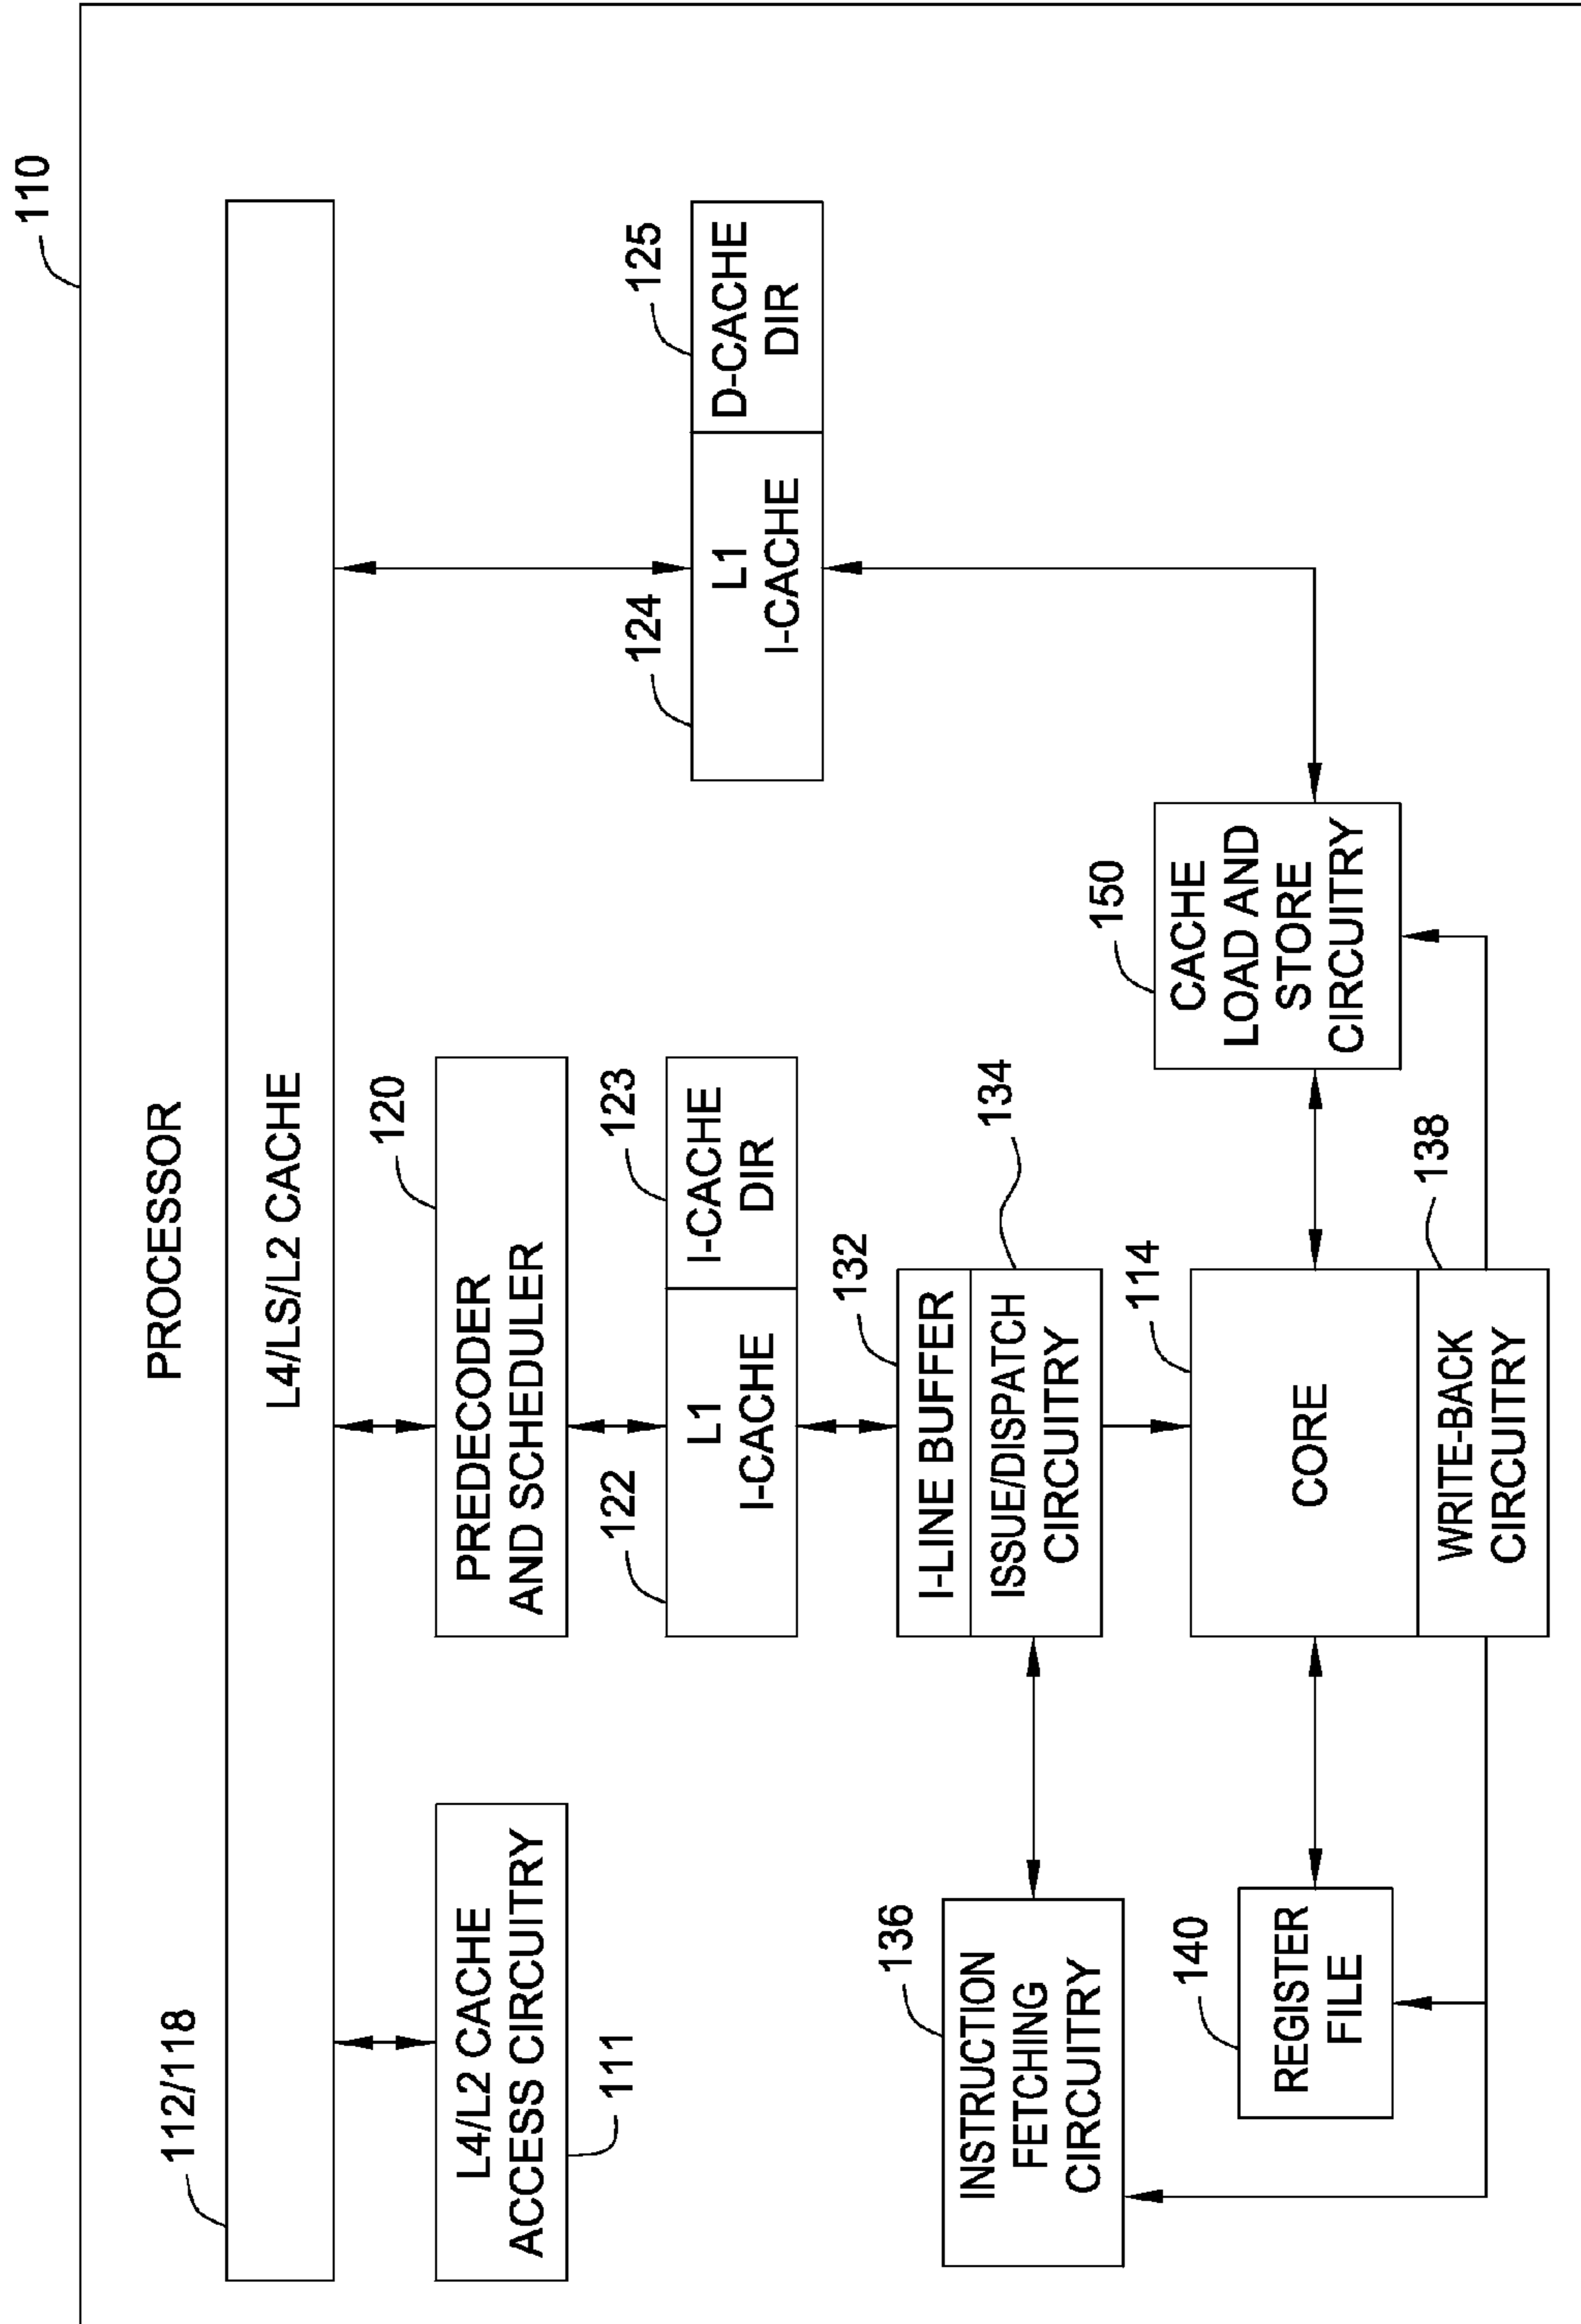 110
PROCESSOR
112/118
L4/LS/L2 CACHE
L4/L2 CACHE
ACCESS CIRCUITRY
111
120
PREDECODER
AND SCHEDULER
122
L1
I-CACHE
123
I-CACHE
DIR
124
L1
I-CACHE
125
D-CACHE
DIR
132
I-LINE BUFFER
134
ISSUE/DISPATCH
CIRCUITRY
136
INSTRUCTION
FETCHING
CIRCUITRY
114
CORE
138
WRITE-BACK
CIRCUITRY
140
REGISTER
FILE
150
CACHE
LOAD AND
STORE
CIRCUITRY